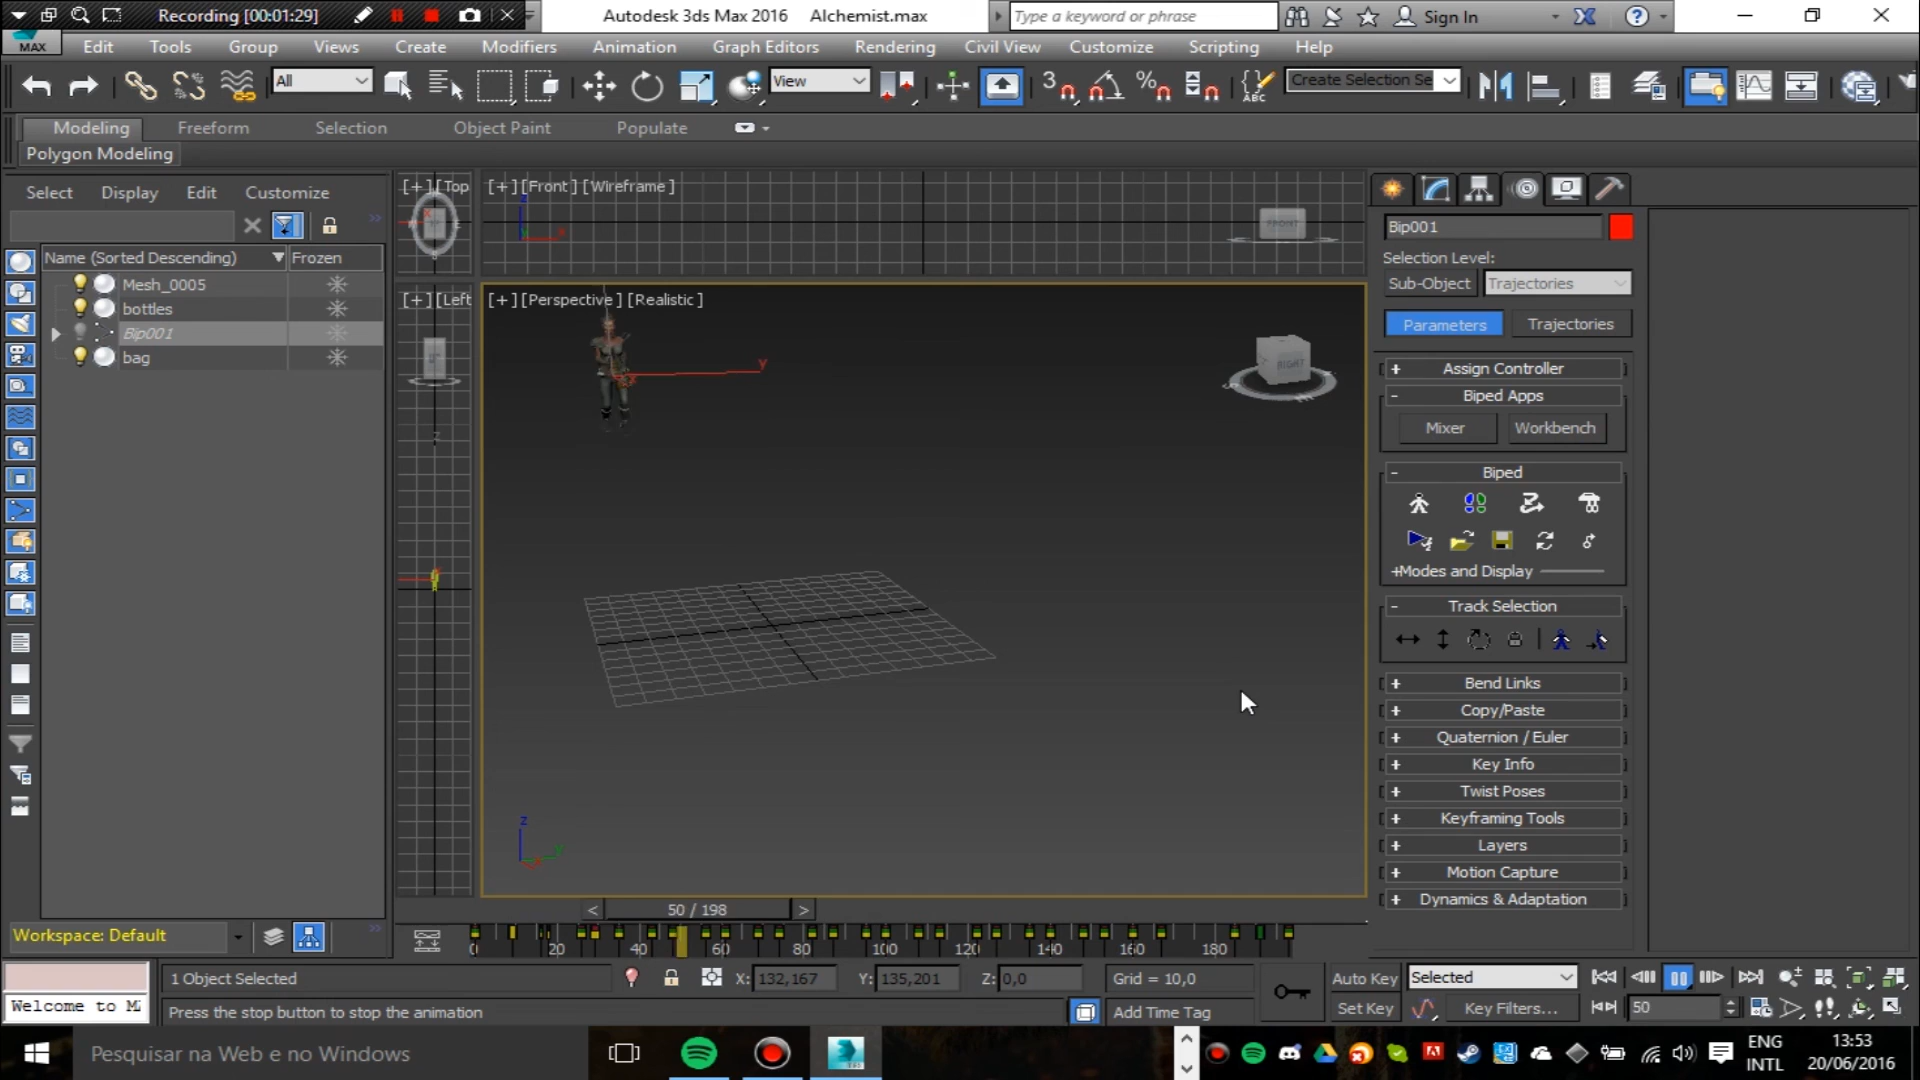 Recording [00:01:29]
Autodesk 3ds Max 2016 Alchemist.max
Type a keyword or phrase
Sign In
MAX
Edit Tools Group Views Create Modifiers Animation Graph Editors Rendering Civil View Customize Scripting Help
All
View
Create Selection Se
Modeling Freeform Selection Object Paint Populate
Polygon Modeling
Select Display Edit Customize
Name (Sorted Descending) Frozen
Mesh_0005
bottles
Bip001
bag
[+] [Top
[+] [Front] [Wireframe]
FRONT
[+] [Left
[+] [Perspective] [Realistic]
RIGHT
Bip001
Selection Level:
Sub-Object Trajectories
Parameters Trajectories
+ Assign Controller
- Biped Apps
Mixer Workbench
- Biped
+Modes and Display
- Track Selection
+ Bend Links
+ Copy/Paste
+ Quaternion / Euler
+ Key Info
+ Twist Poses
+ Keyframing Tools
+ Layers
+ Motion Capture
+ Dynamics & Adaptation
< 50 / 198 >
0 20 40 60 80 100 120 140 160 180
Workspace: Default
1 Object Selected
X: 132,167 Y: 135,201 Z: 0,0 Grid = 10,0
Auto Key Selected
Welcome to M
Press the stop button to stop the animation
Add Time Tag
Set Key Key Filters... 50
Pesquisar na Web e no Windows
ENG
INTL
13:53
20/06/2016